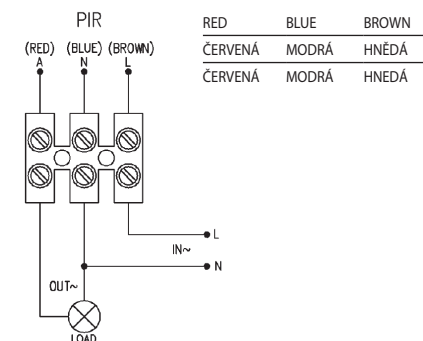 PIR
(RED) (BLUE) (BROWN)
A N L
L
IN~
N
OUT~
LOAD
RED BLUE BROWN
ČERVENÁ MODRÁ HNĚDÁ
ČERVENÁ MODRÁ HNEDÁ